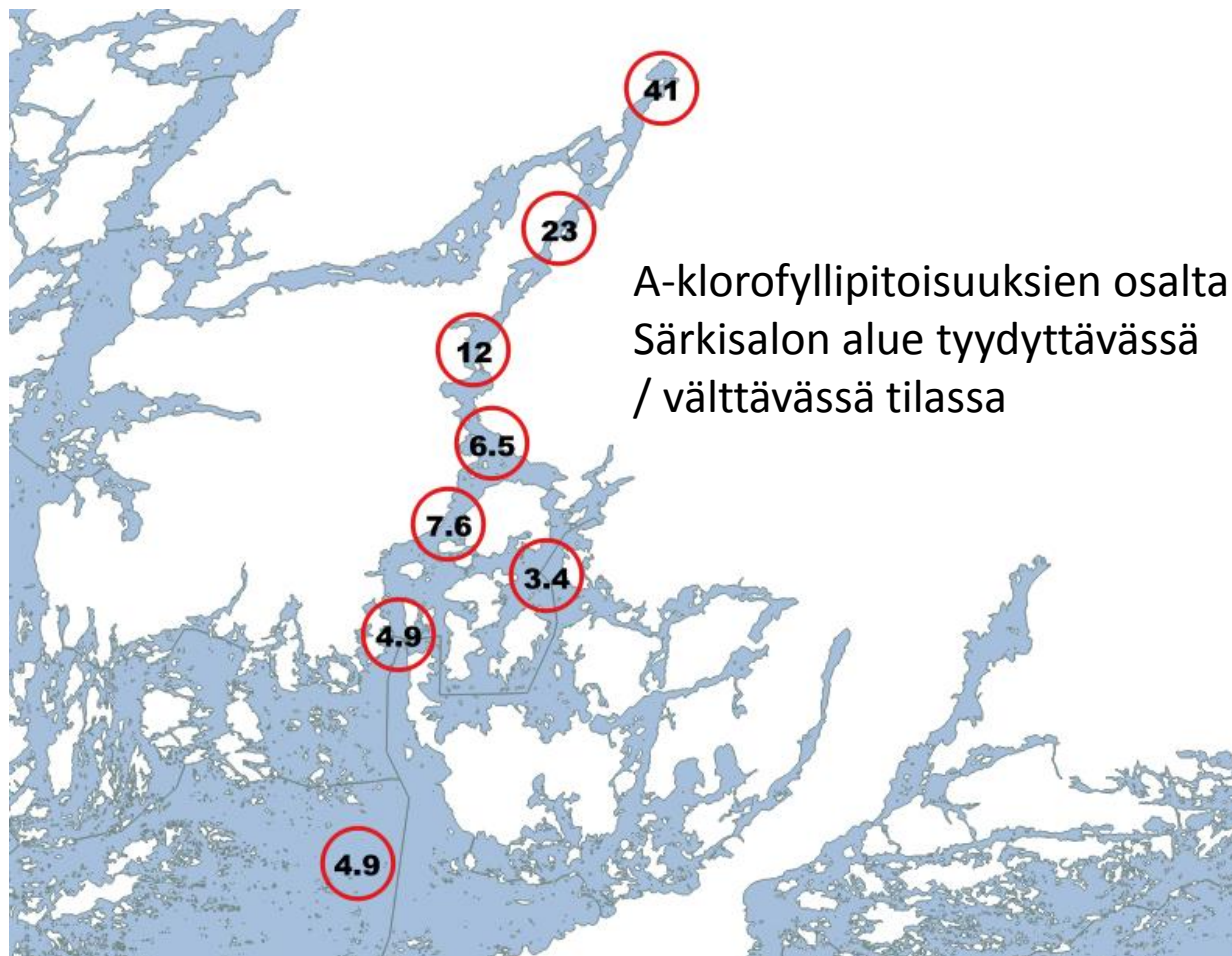 41
23
A-klorofyllipitoisuuksien osalta
Särkisalon alue tyydyttävässä
/ välttävässä tilassa
12
6.5
7.6
3.4
4.9
4.9